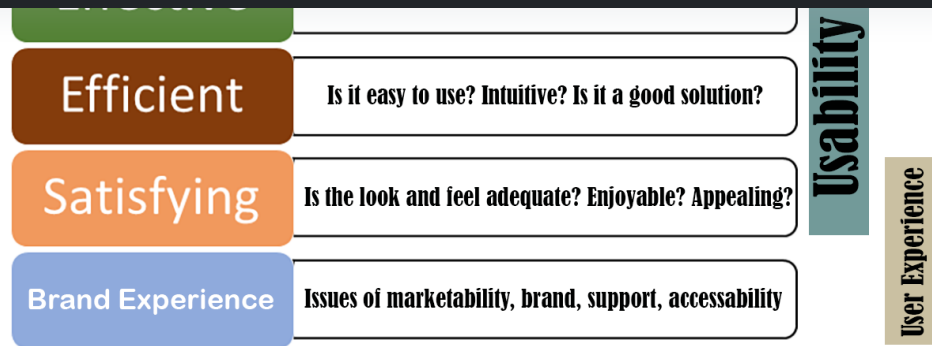 Efficient
Is it easy to use? Intuitive? Is it a good solution?
Satisfying
Is the look and feel adequate? Enjoyable? Appealing?
Brand Experience
Issues of marketability, brand, support, accessability
Usability
User Experience